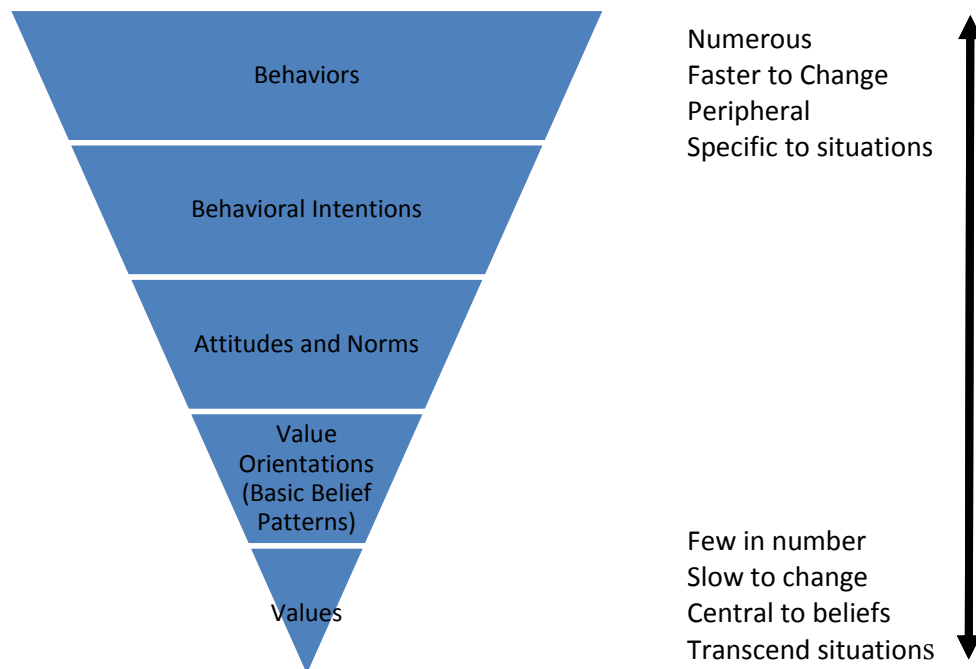 Behaviors
Behavioral Intentions
Attitudes and Norms
Value
Orientations
(Basic Belief
Patterns)
Values
Numerous
Faster to Change
Peripheral
Specific to situations
Few in number
Slow to change
Central to beliefs
Transcend situations